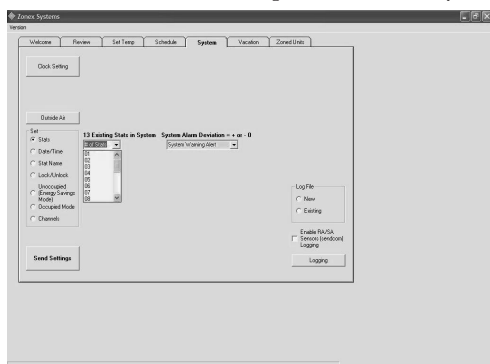 Zonex Systems
Version
Welcome Review Set Temp Schedule System Vacation Zoned Units
Clock Setting
Outside Air
Set
Stats
Date/Time
Stat Name
Lock/Unlock
Unoccupied
(Energy Savings
Mode)
Occupied Mode
Channels
13 Existing Stats in System System Alarm Deviation = + or - 0
# of Stats System Warning Alert
01
02
03
04
05
06
07
08
Log File
New
Existing
Enable RA/SA
Sensors (sendcom)
Logging
Send Settings
Logging